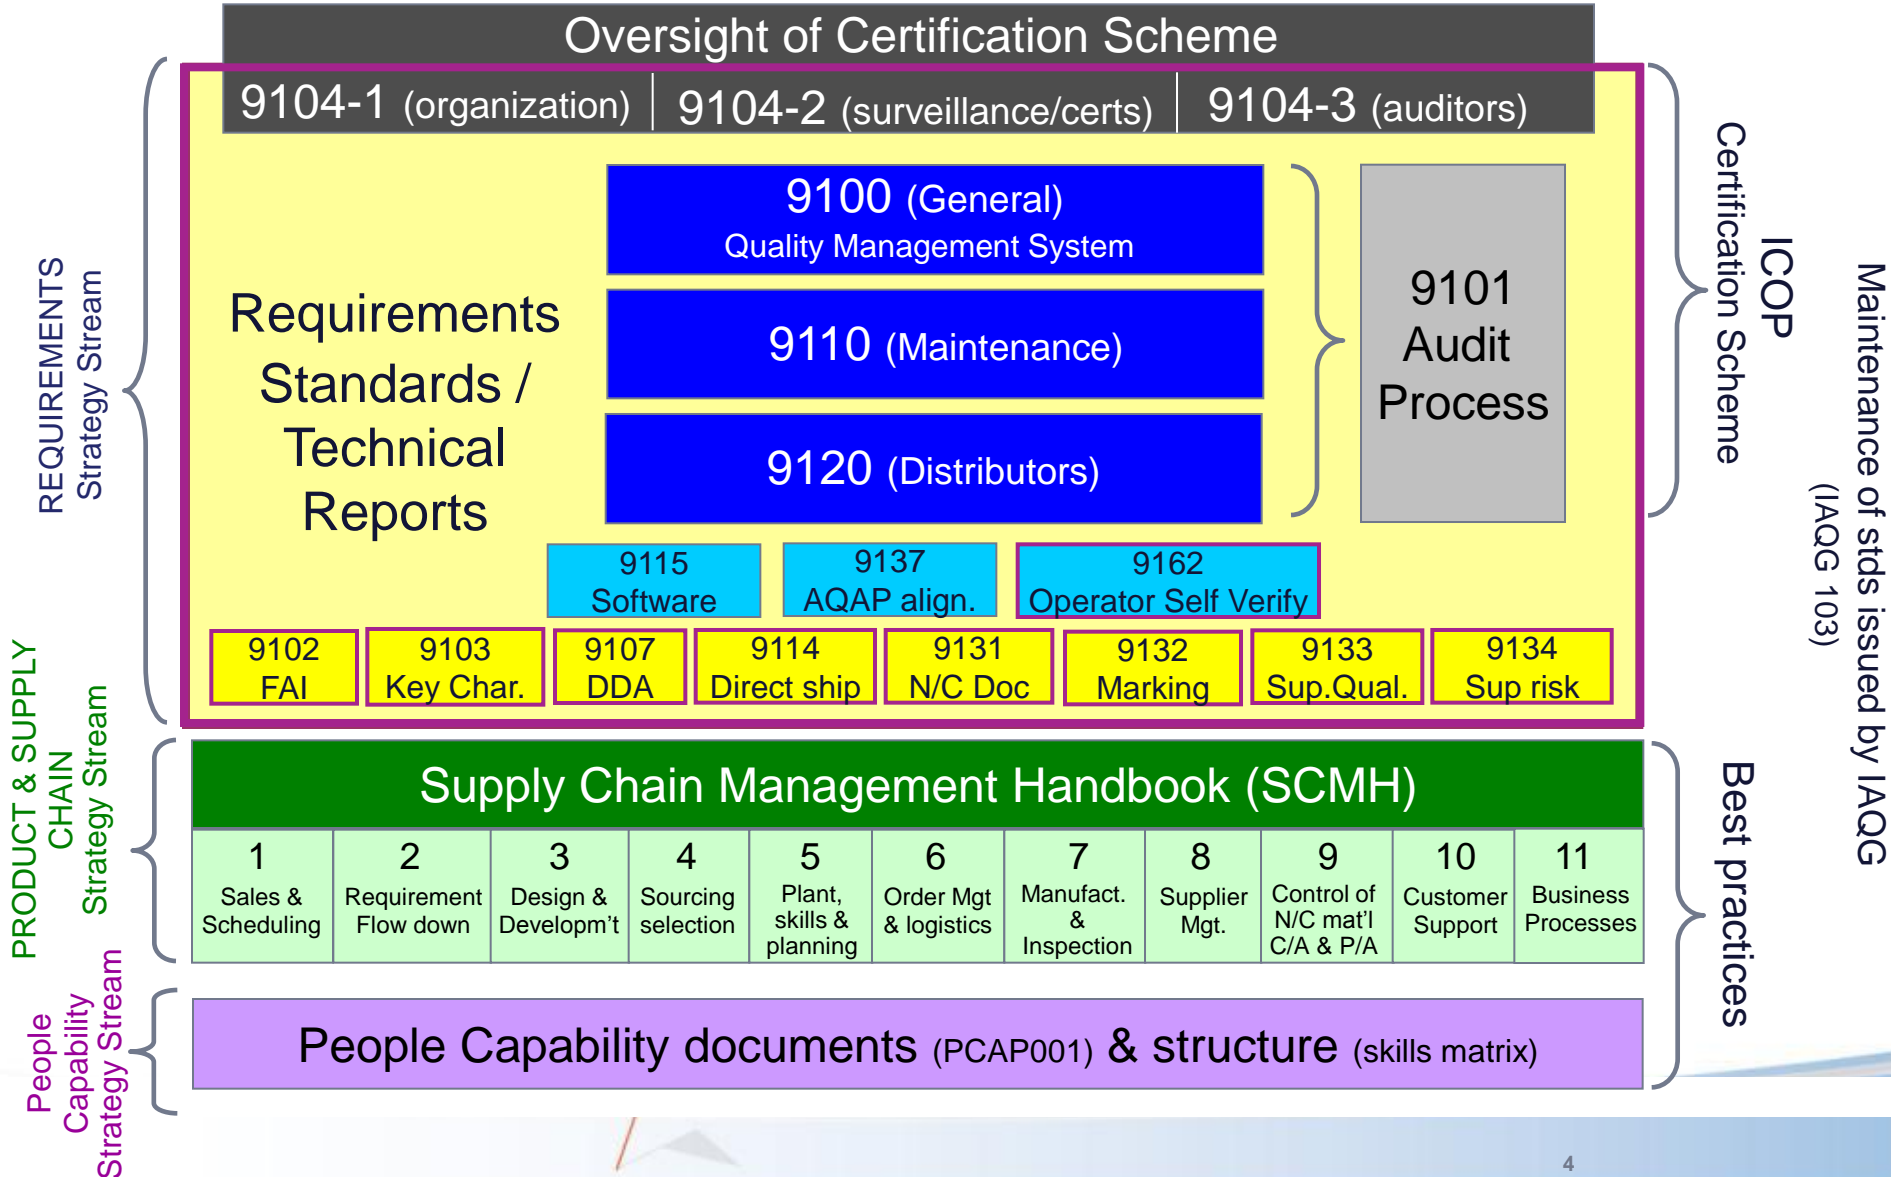 Oversight of Certification Scheme
9104-1 (organization)
9104-2 (surveillance/certs)
9104-3 (auditors)
REQUIREMENTS
Strategy Stream
Requirements
Standards /
Technical
Reports
9100 (General)
Quality Management System
9110 (Maintenance)
9120 (Distributors)
9101
Audit
Process
ICOP
Certification Scheme
Maintenance of stds issued by IAQG
(IAQG 103)
9115
Software
9137
AQAP align.
9162
Operator Self Verify
9102
FAI
9103
Key Char.
9107
DDA
9114
Direct ship
9131
N/C Doc
9132
Marking
9133
Sup.Qual.
9134
Sup risk
PRODUCT & SUPPLY
CHAIN
Strategy Stream
Supply Chain Management Handbook (SCMH)
1
Sales &
Scheduling
2
Requirement
Flow down
3
Design &
Developm't
4
Sourcing
selection
5
Plant,
skills &
planning
6
Order Mgt
& logistics
7
Manufact.
&
Inspection
8
Supplier
Mgt.
9
Control of
N/C mat'l
C/A & P/A
10
Customer
Support
11
Business
Processes
Best practices
People
Capability
Strategy Stream
People Capability documents (PCAP001) & structure (skills matrix)
4